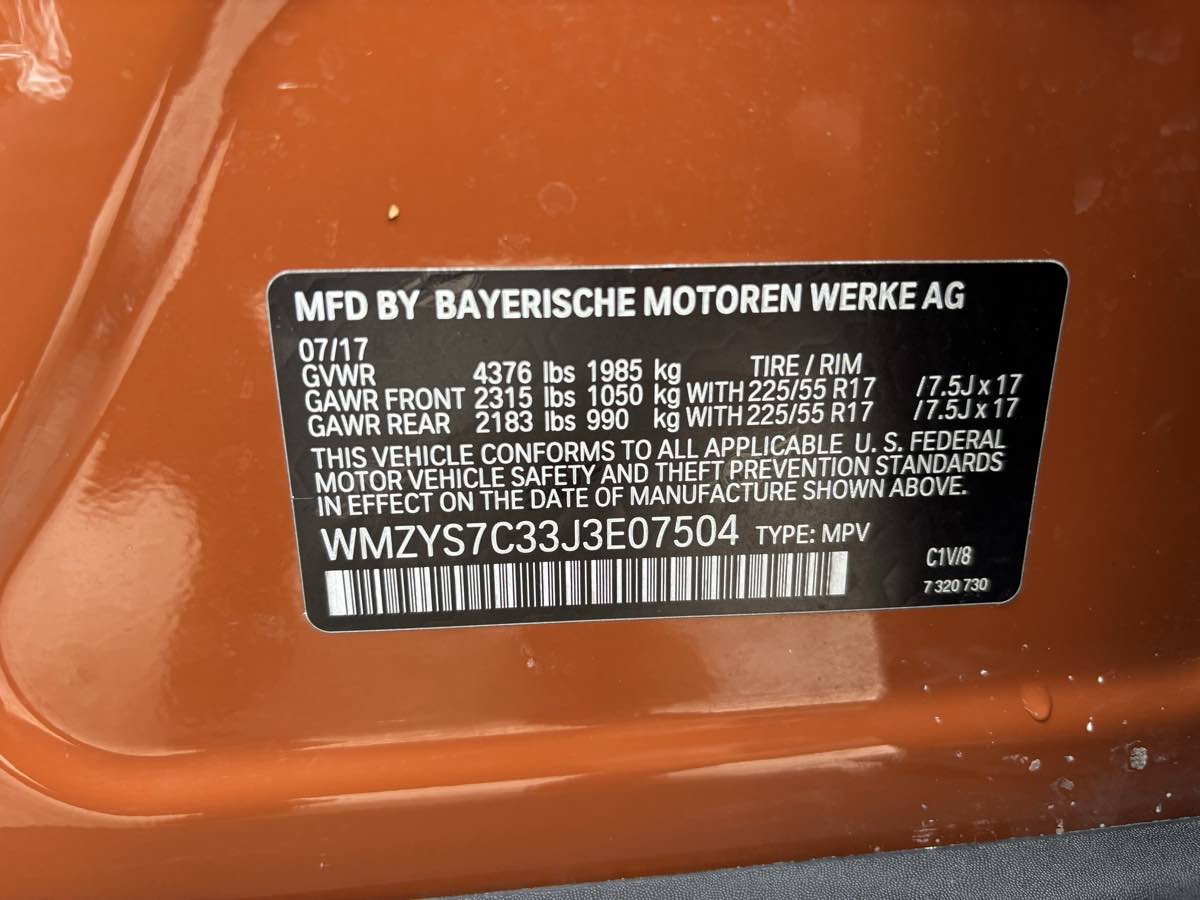 MFD BY BAYERISCHE MOTOREN WERKE AG
07/17
GVWR 4376 lbs 1985 kg TIRE / RIM
GAWR FRONT 2315 lbs 1050 kg WITH 225/55 R17 /7.5J x 17
GAWR REAR 2183 lbs 990 kg WITH 225/55 R17 /7.5J x 17
THIS VEHICLE CONFORMS TO ALL APPLICABLE U. S. FEDERAL
MOTOR VEHICLE SAFETY AND THEFT PREVENTION STANDARDS
IN EFFECT ON THE DATE OF MANUFACTURE SHOWN ABOVE.
WMZYS7C33J3E07504 TYPE: MPV
C1V/8
7 320 730